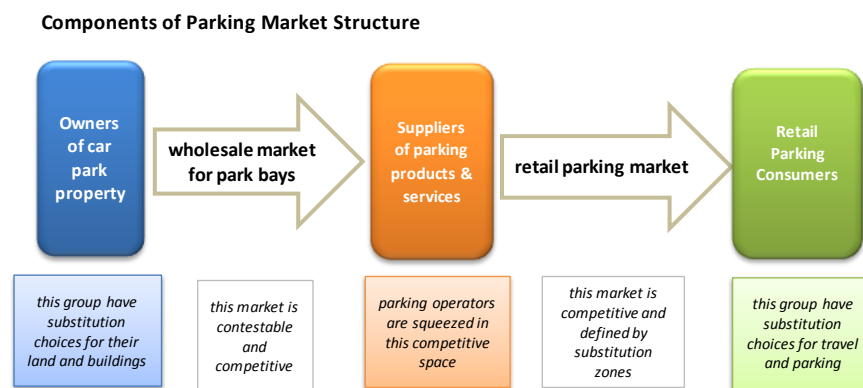 Components of Parking Market Structure
Owners
of car
park
property
wholesale market
for park bays
Suppliers
of parking
products &
services
retail parking market
Retail
Parking
Consumers
this group have
substitution
choices for their
land and buildings
this market is
contestable
and
competitive
parking operators
are squeezed in
this competitive
space
this market is
competitive and
defined by
substitution
zones
this group have
substitution
choices for travel
and parking